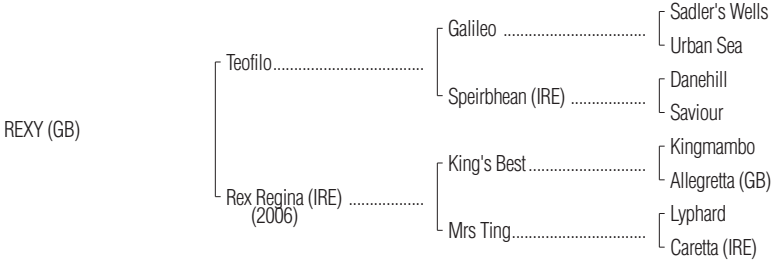 Sadler's Wells
Galileo ..................................
Urban Sea
Teofilo...................................
Danehill
Speirbhean (IRE) ..................
Saviour
REXY (GB)
Kingmambo
King's Best............................
Allegretta (GB)
Rex Regina (IRE) ..................
(2006)
Lyphard
Mrs Ting................................
Caretta (IRE)